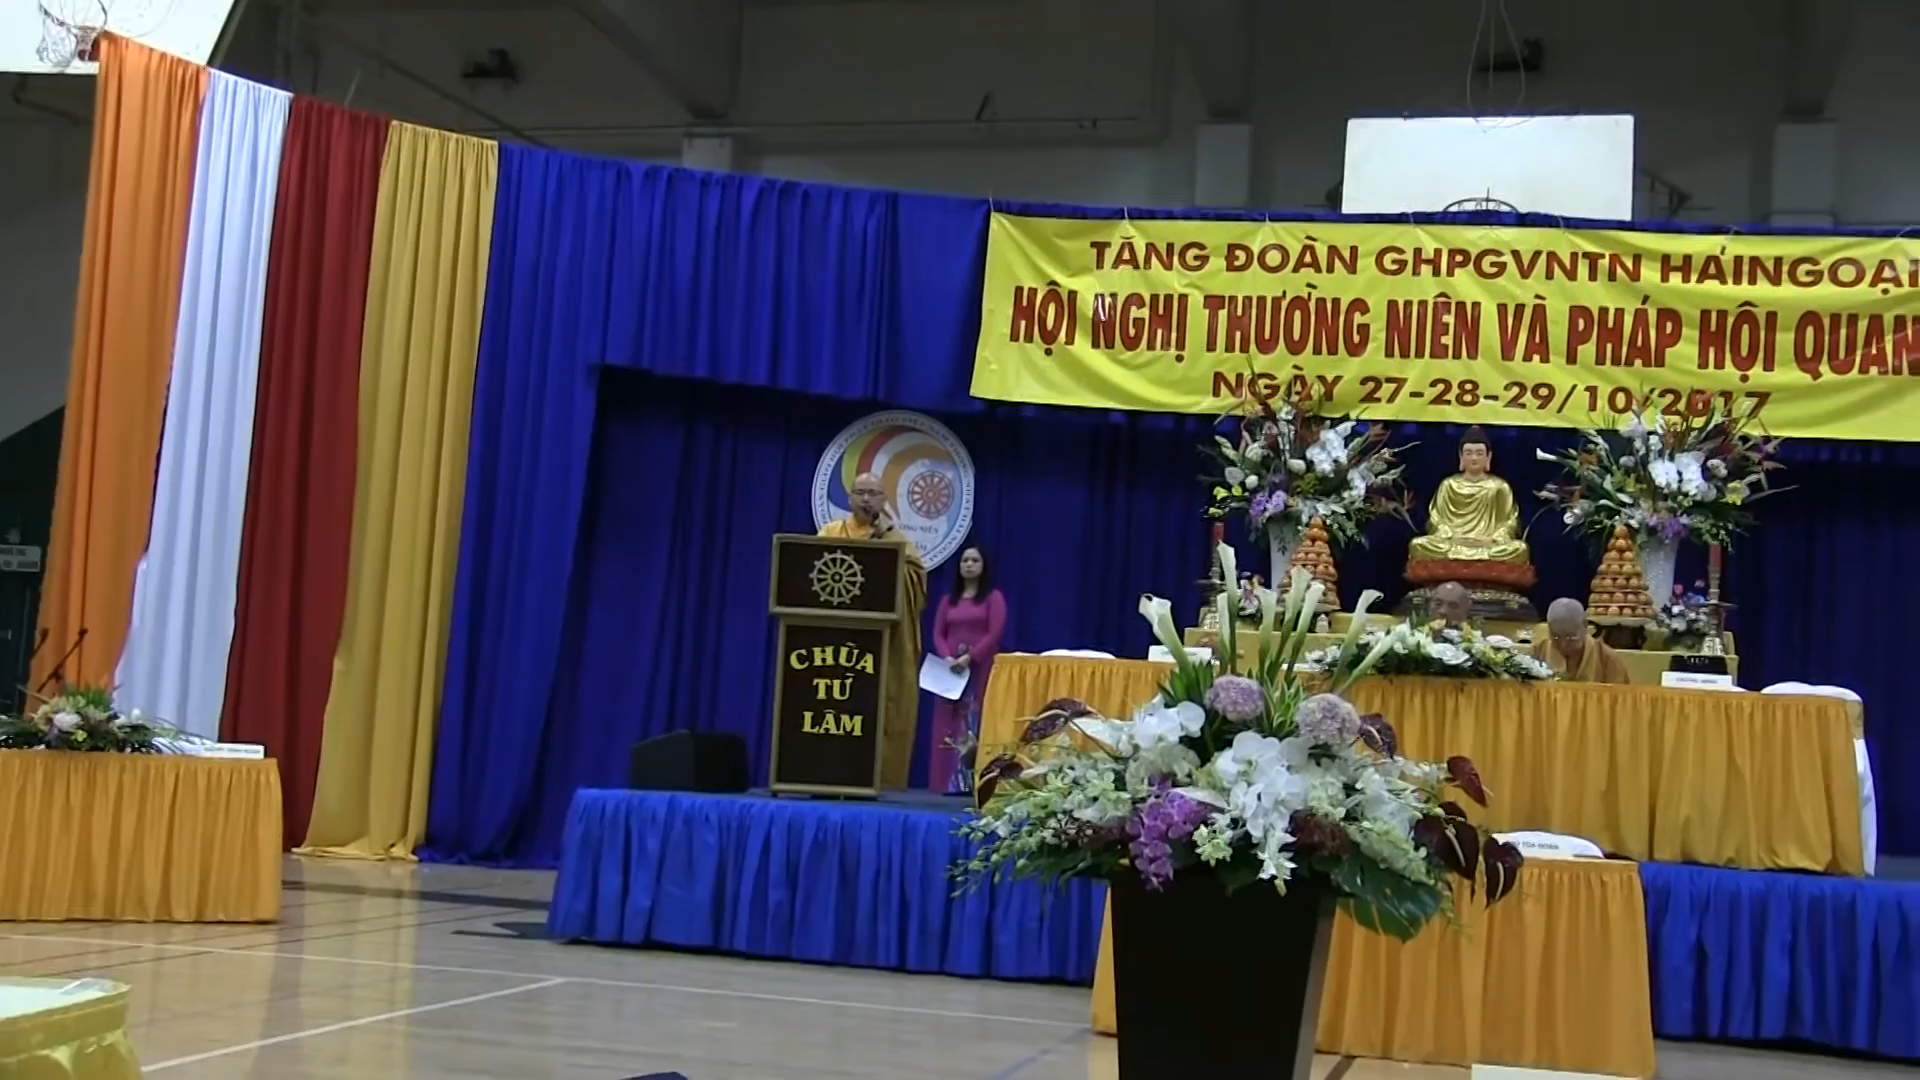 TĂNG ĐOÀN GHPGVNTN HẢINGOẠI
HỘI NGHỊ THƯỜNG NIÊN VÀ PHÁP HỘI QUAN
NGÀY 27-28-29/10/2017
CHÙA
TỪ
LÂM